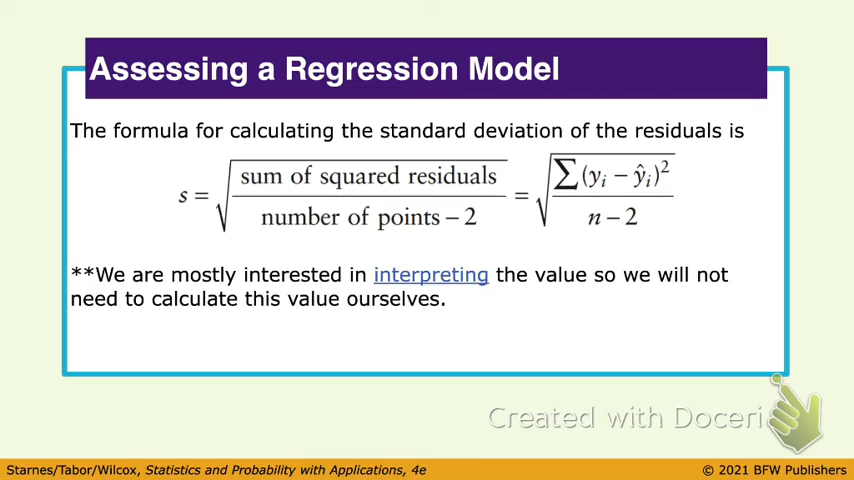 Assessing a Regression Model
The formula for calculating the standard deviation of the residuals is
s = √(sum of squared residuals / number of points – 2) = √(∑(yᵢ – ŷᵢ)² / n – 2)
**We are mostly interested in interpreting the value so we will not
need to calculate this value ourselves.
Created with Doceri
Starnes/Tabor/Wilcox, Statistics and Probability with Applications, 4e
© 2021 BFW Publishers